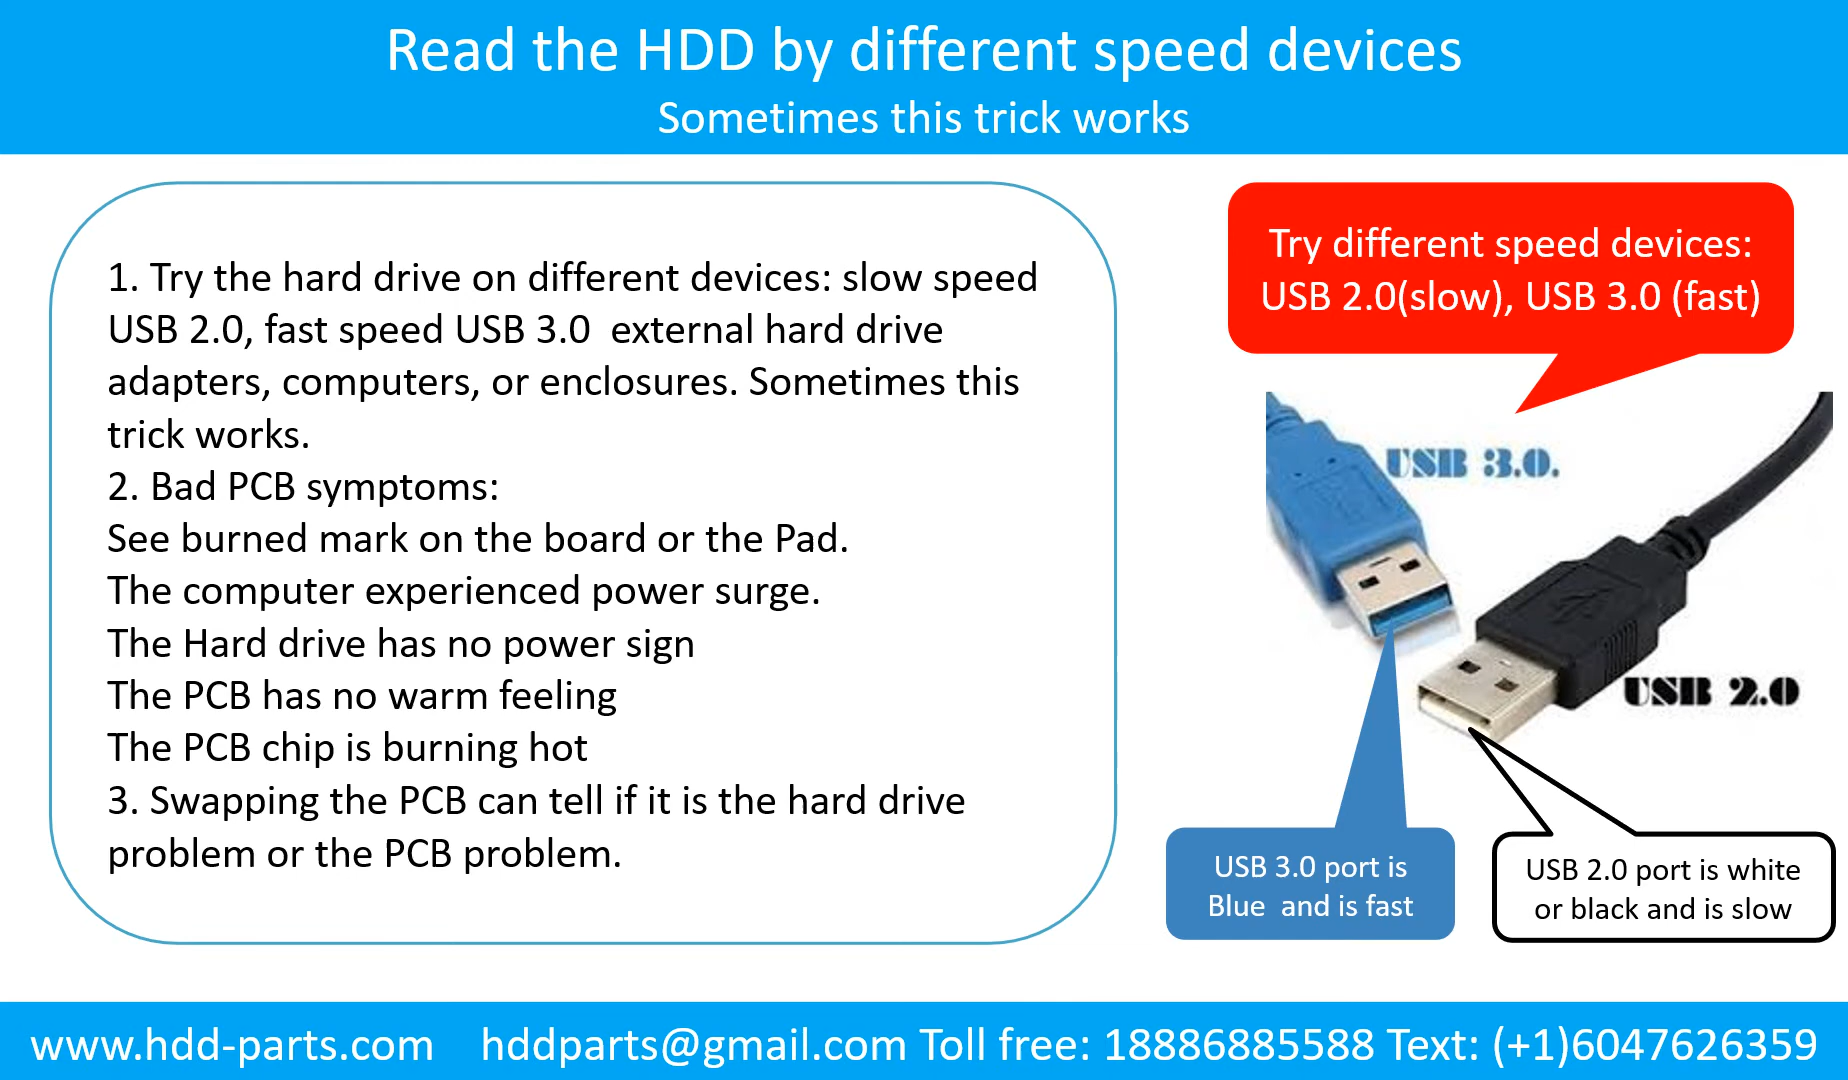 Read the HDD by different speed devices
Sometimes this trick works
1. Try the hard drive on different devices: slow speed
USB 2.0, fast speed USB 3.0  external hard drive
adapters, computers, or enclosures. Sometimes this
trick works.
2. Bad PCB symptoms:
See burned mark on the board or the Pad.
The computer experienced power surge.
The Hard drive has no power sign
The PCB has no warm feeling
The PCB chip is burning hot
3. Swapping the PCB can tell if it is the hard drive
problem or the PCB problem.
Try different speed devices:
USB 2.0(slow), USB 3.0 (fast)
USB 3.0.
USB 2.0
USB 3.0 port is
Blue  and is fast
USB 2.0 port is white
or black and is slow
www.hdd-parts.com    hddparts@gmail.com Toll free: 18886885588 Text: (+1)6047626359